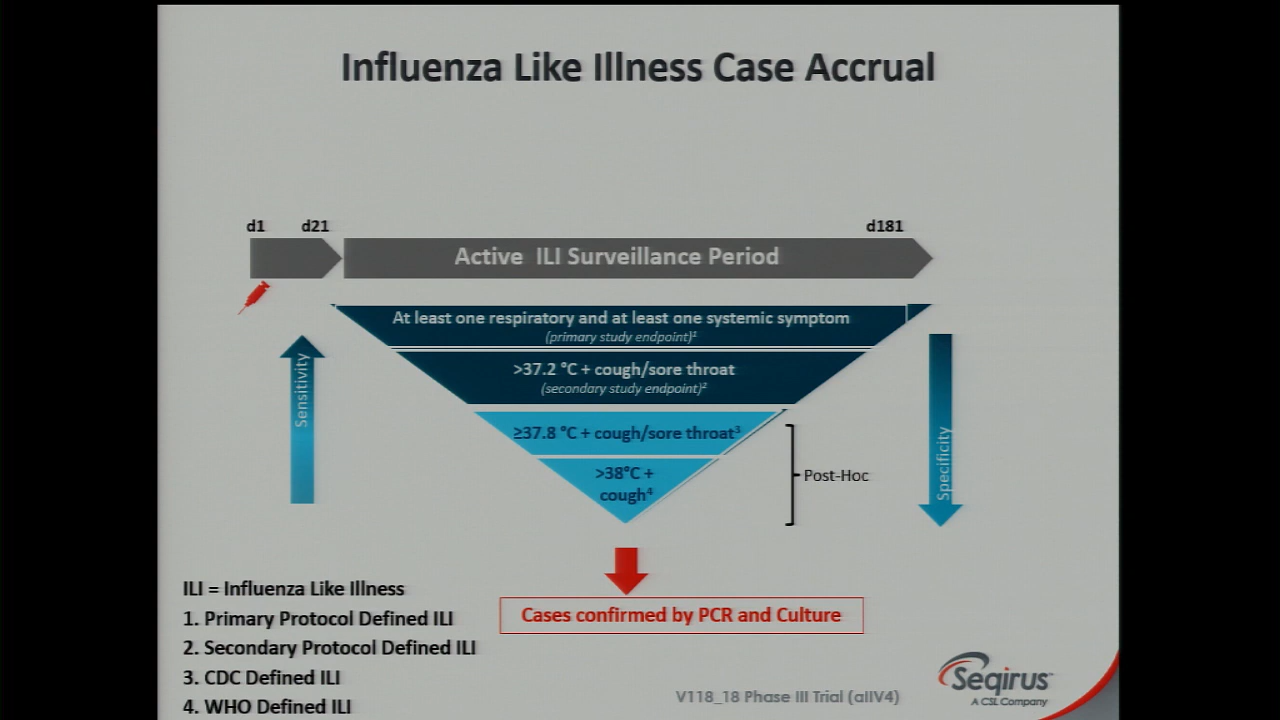 Influenza Like Illness Case Accrual
d1
d21
d181
Active ILI Surveillance Period
At least one respiratory and at least one systemic symptom
(primary study endpoint)¹
>37.2 °C + cough/sore throat
(secondary study endpoint)²
≥37.8 °C + cough/sore throat³
>38°C +
cough⁴
Sensitivity
Specificity
Post-Hoc
Cases confirmed by PCR and Culture
ILI = Influenza Like Illness
1. Primary Protocol Defined ILI
2. Secondary Protocol Defined ILI
3. CDC Defined ILI
4. WHO Defined ILI
V118_18 Phase III Trial (aIIV4)
Seqirus
A CSL Company